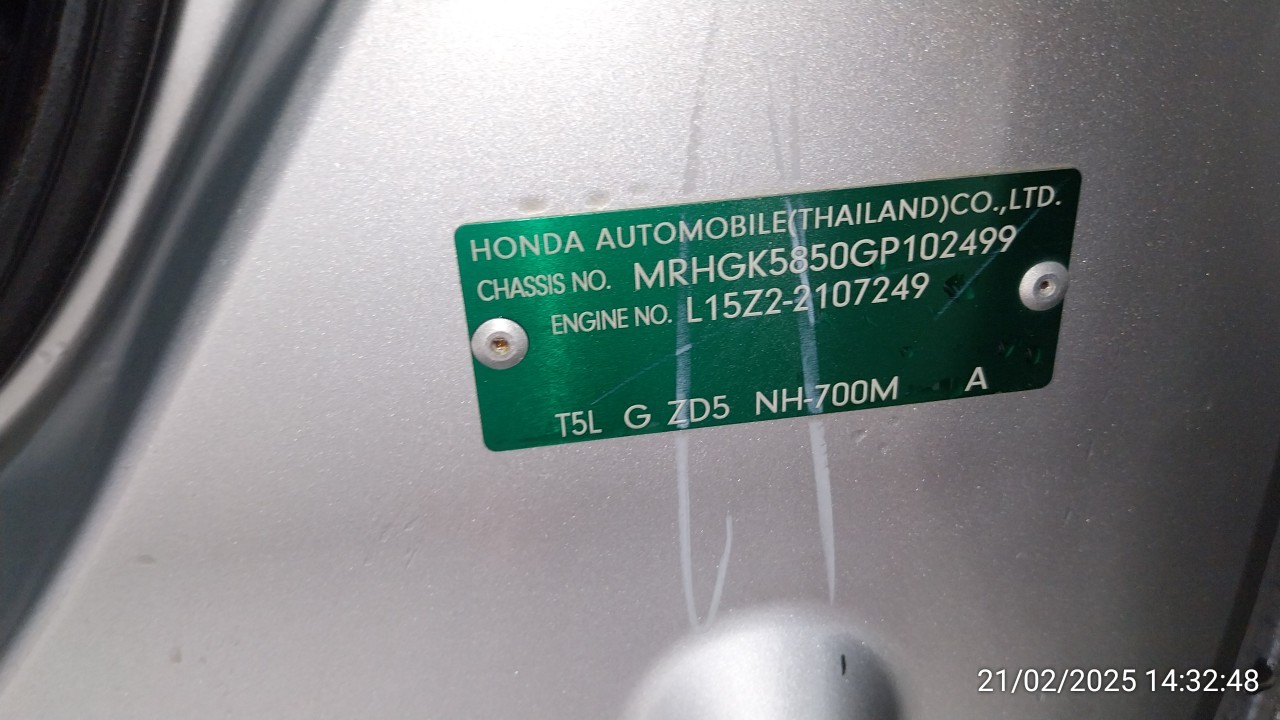 HONDA AUTOMOBILE(THAILAND)CO.,LTD.
CHASSIS NO. MRHGK5850GP102499
ENGINE NO. L15Z2-2107249
T5L G ZD5 NH-700M A
21/02/2025 14:32:48